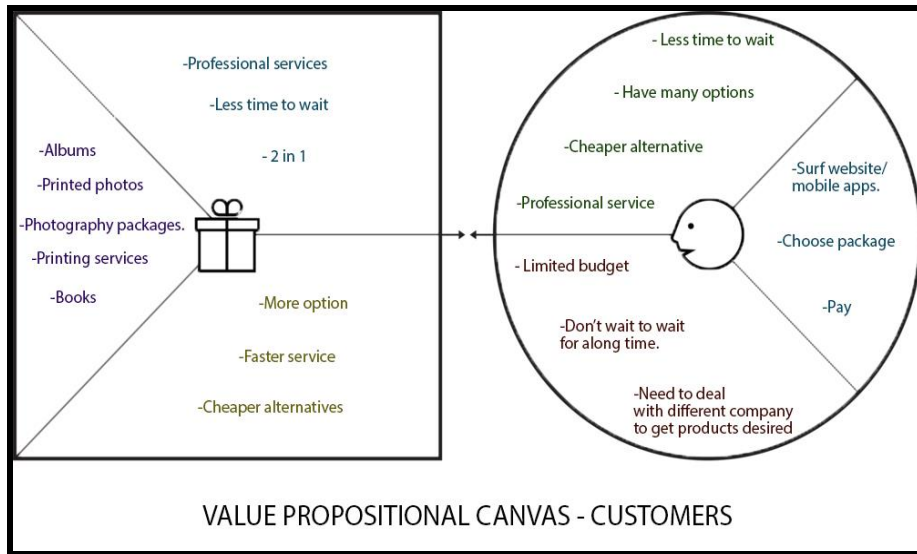 -Professional services
-Less time to wait
- 2 in 1
-Albums
-Printed photos
-Photography packages.
-Printing services
-Books
-More option
-Faster service
-Cheaper alternatives
- Less time to wait
- Have many options
-Cheaper alternative
-Professional service
- Limited budget
-Don't wait to wait
for along time.
-Need to deal
with different company
to get products desired
-Surf website/
mobile apps.
-Choose package
-Pay
VALUE PROPOSITIONAL CANVAS - CUSTOMERS